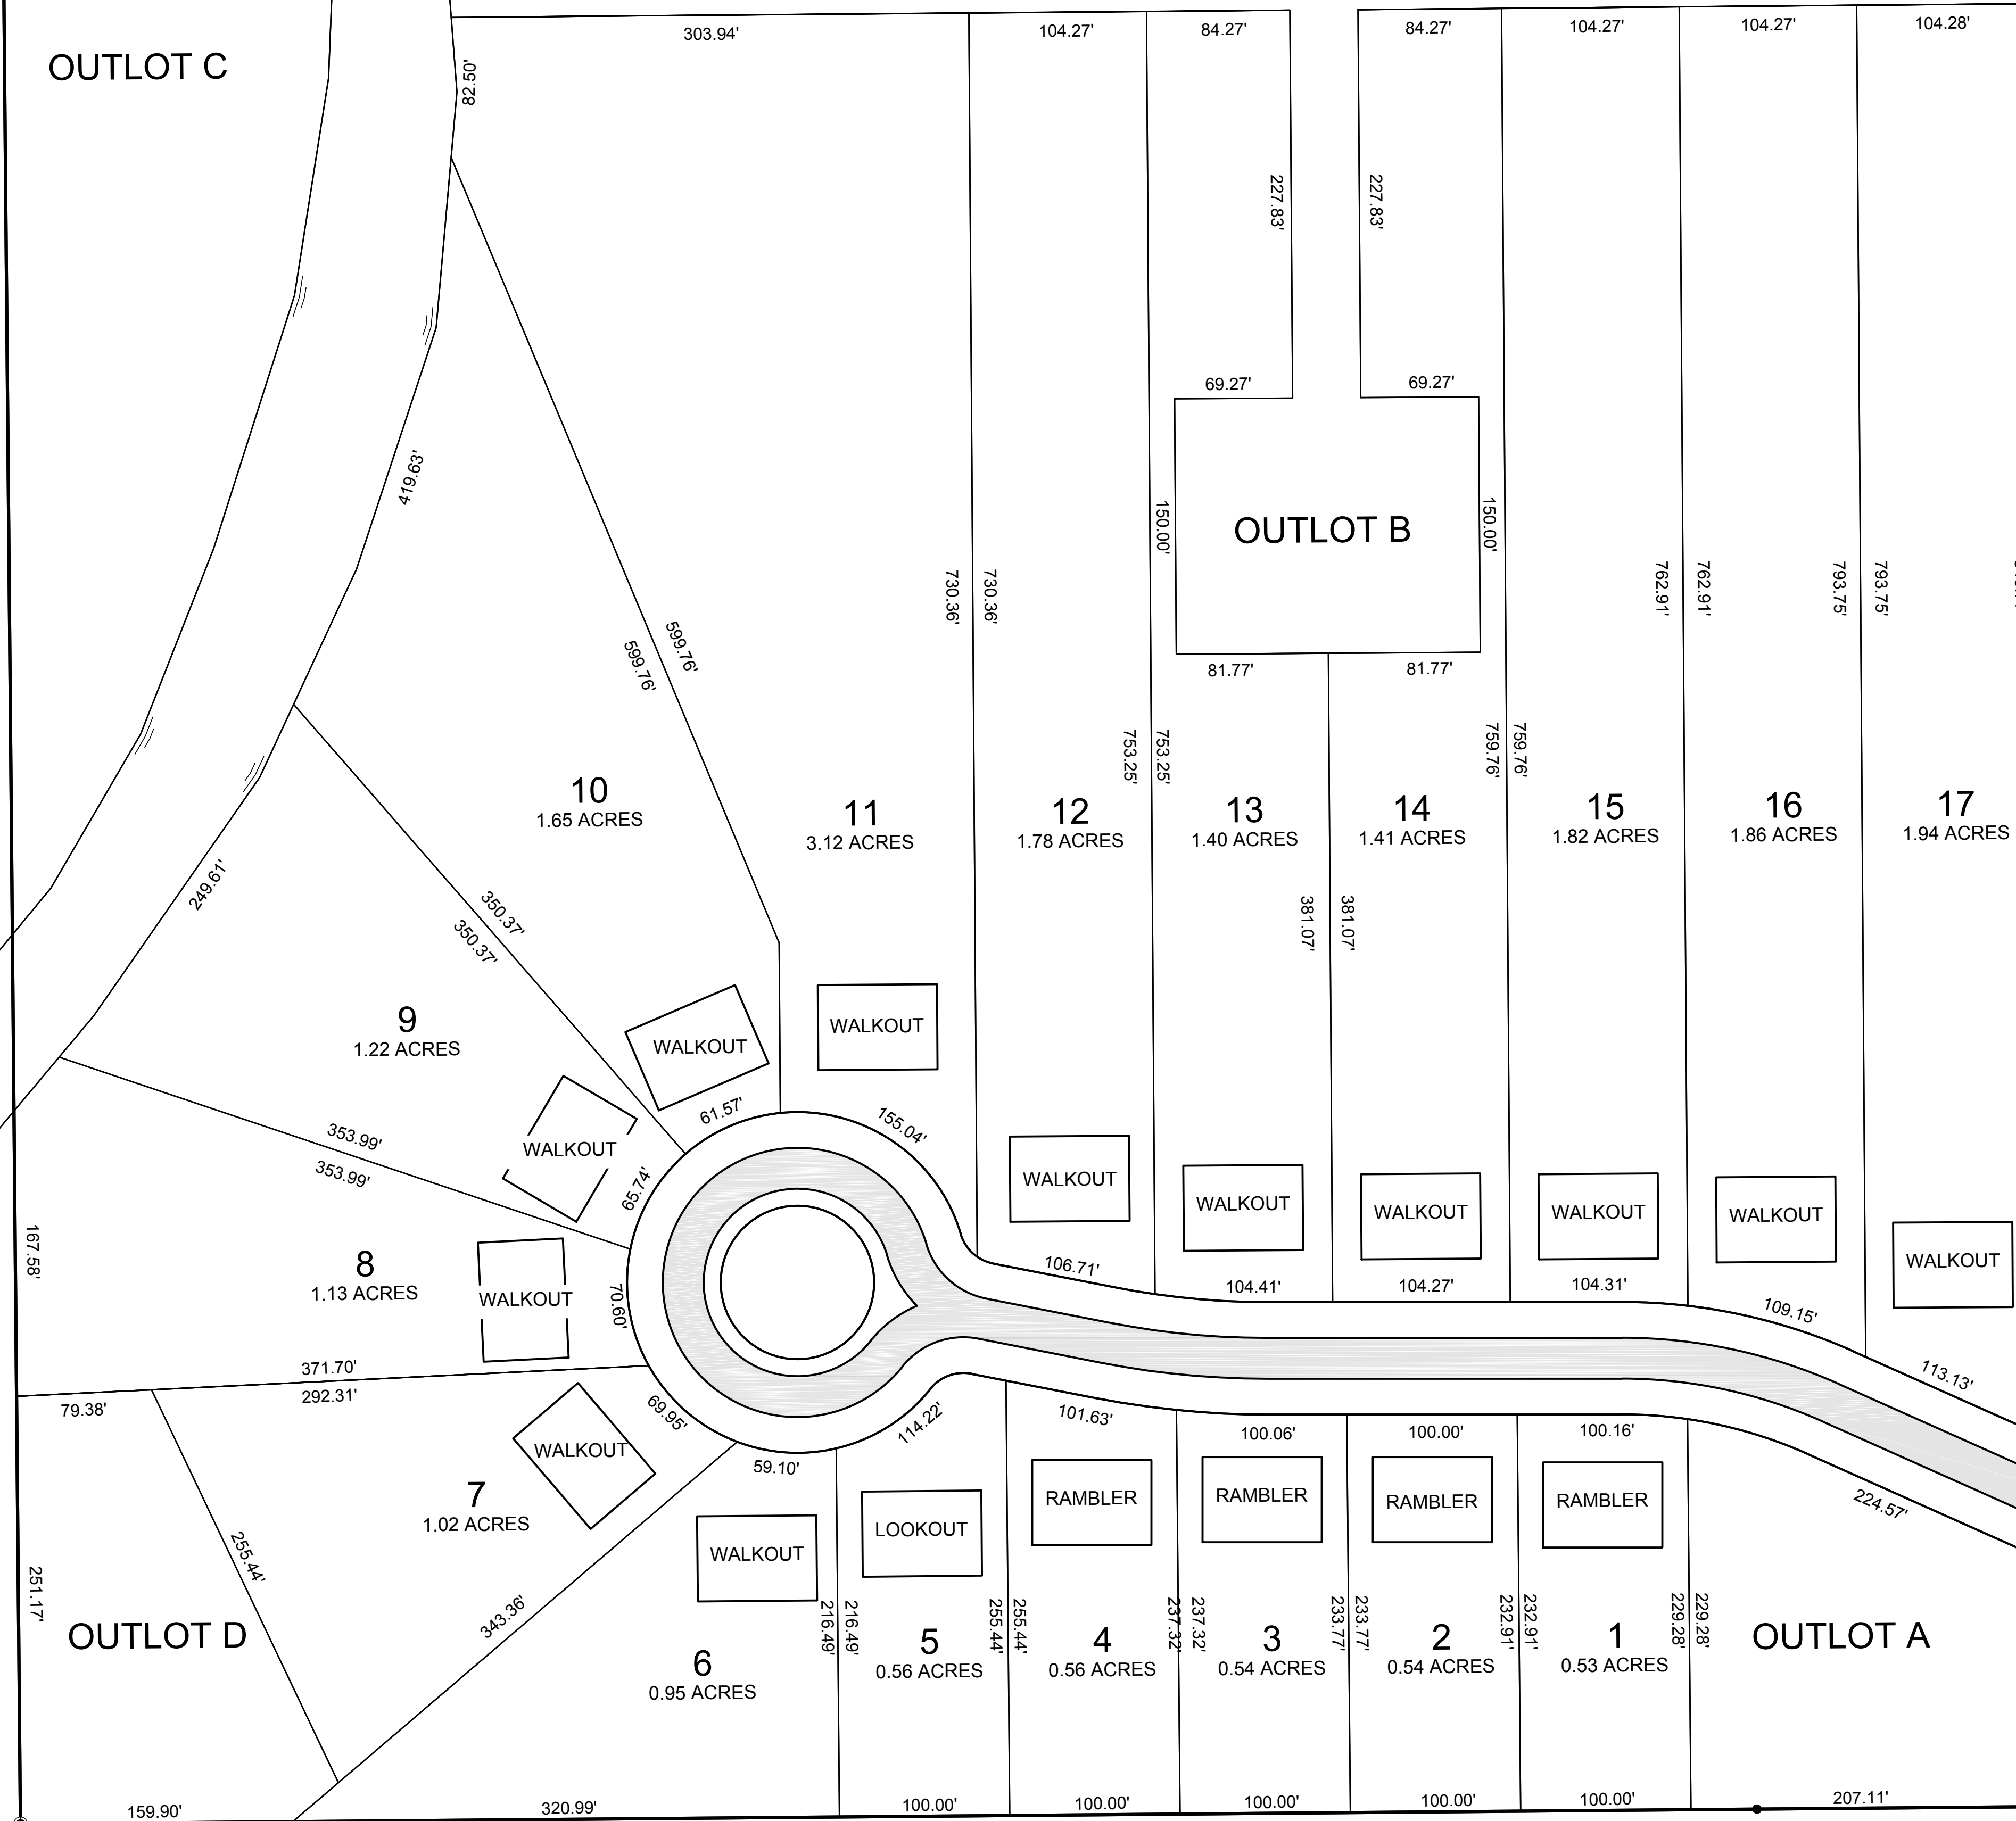 OUTLOT C
303.94'
104.27'
84.27'
84.27'
104.27'
104.27'
104.28'
82.50'
227.83'
227.83'
69.27'
69.27'
419.63'
150.00'
OUTLOT B
150.00'
730.36'
730.36'
762.91'
762.91'
793.75'
793.75'
599.76'
599.76'
81.77'
81.77'
753.25'
753.25'
759.76'
759.76'
10
1.65 ACRES
11
3.12 ACRES
12
1.78 ACRES
13
1.40 ACRES
14
1.41 ACRES
15
1.82 ACRES
16
1.86 ACRES
17
1.94 ACRES
249.61'
350.37'
350.37'
381.07'
381.07'
9
1.22 ACRES
WALKOUT
WALKOUT
61.57'
155.04'
353.99'
353.99'
WALKOUT
65.74'
WALKOUT
WALKOUT
WALKOUT
WALKOUT
WALKOUT
WALKOUT
167.58'
8
1.13 ACRES
WALKOUT
70.60'
106.71'
104.41'
104.27'
104.31'
109.15'
113.13'
371.70'
292.31'
79.38'
69.95'
114.22'
101.63'
100.06'
100.00'
100.16'
WALKOUT
59.10'
7
1.02 ACRES
255.44'
WALKOUT
LOOKOUT
RAMBLER
RAMBLER
RAMBLER
RAMBLER
224.57'
251.17'
OUTLOT D
343.36'
6
0.95 ACRES
216.49'
216.49'
5
0.56 ACRES
255.44'
255.44'
4
0.56 ACRES
237.32'
237.32'
3
0.54 ACRES
233.77'
233.77'
2
0.54 ACRES
232.91'
232.91'
1
0.53 ACRES
229.28'
229.28'
OUTLOT A
159.90'
320.99'
100.00'
100.00'
100.00'
100.00'
100.00'
207.11'